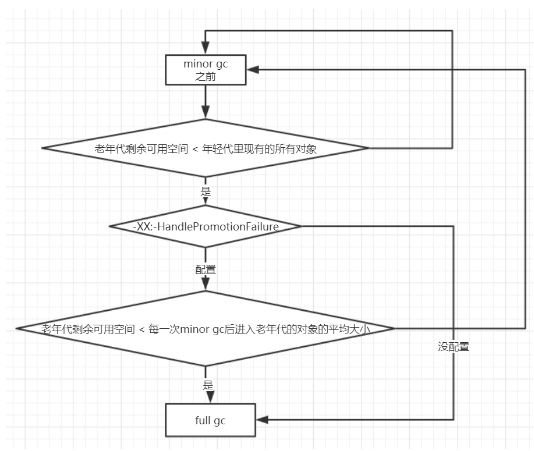 minor gc
之前
老年代剩余可用空间 < 年轻代里现有的所有对象
是
-XX:-HandlePromotionFailure
配置
老年代剩余可用空间 < 每一次minor gc后进入老年代的对象的平均大小
没配置
是
full gc